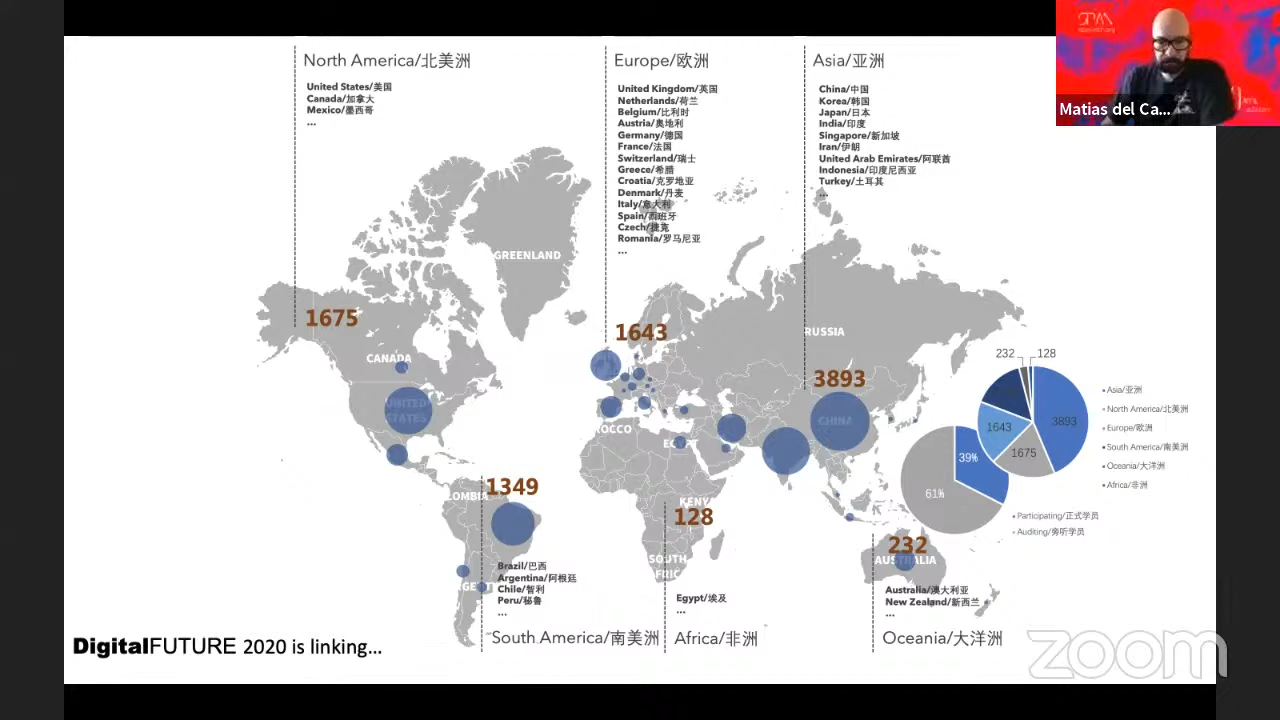 North America/北美洲
United States/美国
Canada/加拿大
Mexico/墨西哥
...
Europe/欧洲
United Kingdom/英国
Netherlands/荷兰
Belgium/比利时
Austria/奥地利
Germany/德国
France/法国
Switzerland/瑞士
Greece/希腊
Croatia/克罗地亚
Denmark/丹麦
Italy/意大利
Spain/西班牙
Czech/捷克
Romania/罗马尼亚
...
Asia/亚洲
China/中国
Korea/韩国
Japan/日本
India/印度
Singapore/新加坡
Iran/伊朗
United Arab Emirates/阿联酋
Indonesia/印度尼西亚
Turkey/土耳其
...
Matias del Ca...
GREENLAND
RUSSIA
1675
1643
3893
CANADA
UNITED
STATES
CHINA
ROCCO
EGYPT
LOMBIA
KENYA
1349
128
232
SOUTH
AFRIC
AUSTRALIA
ARGENT
Brazil/巴西
Argentina/阿根廷
Chile/智利
Peru/秘鲁
...
South America/南美洲
Egypt/埃及
...
Africa/非洲
Australia/澳大利亚
New Zealand/新西兰
...
Oceania/大洋洲
232
128
3893
1675
1643
39%
61%
Asia/亚洲
North America/北美洲
Europe/欧洲
South America/南美洲
Oceania/大洋洲
Africa/非洲
Participating/正式学员
Auditing/旁听学员
DigitalFUTURE 2020 is linking...
zoom